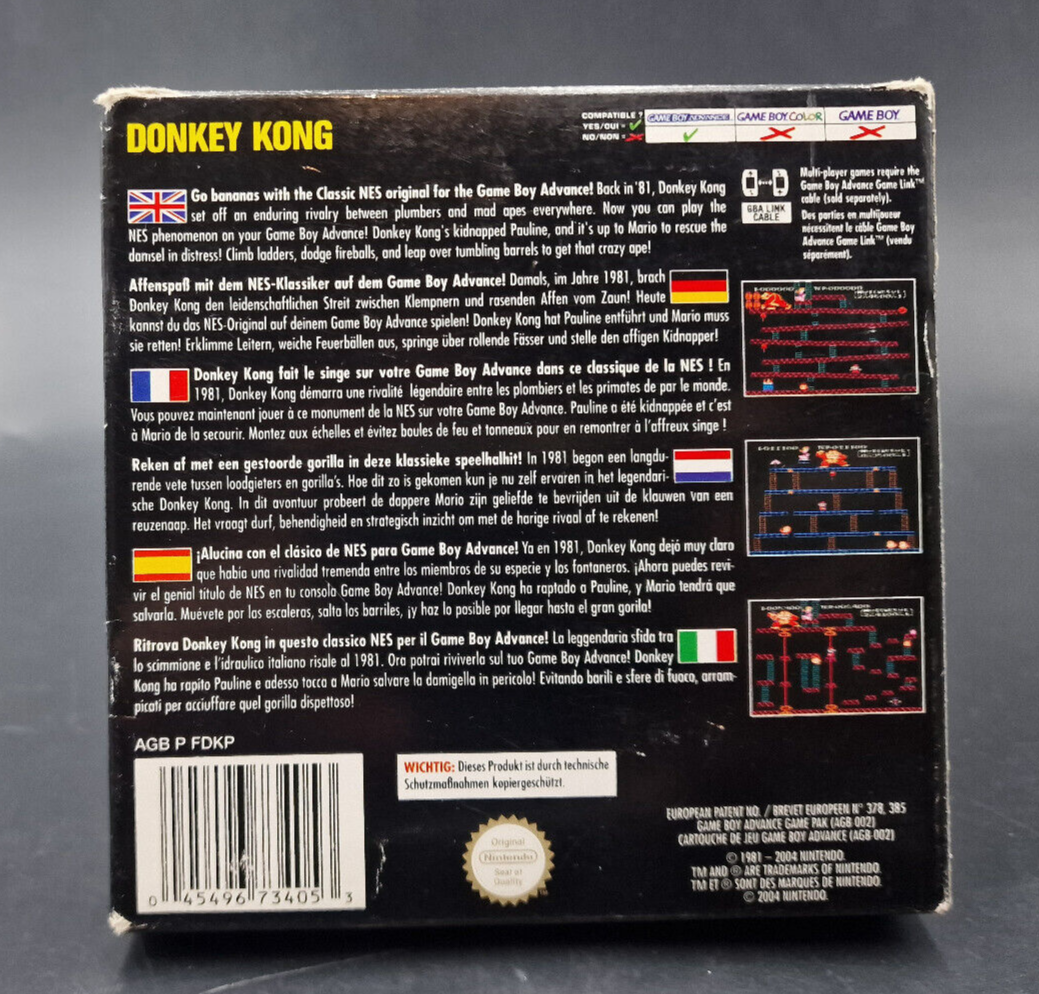 DONKEY KONG
COMPATIBLE ?
YES/OUI =
NO/NON =
GAME BOY ADVANCE
GAME BOY COLOR
GAME BOY
Go bananas with the Classic NES original for the Game Boy Advance! Back in '81, Donkey Kong
set off an enduring rivalry between plumbers and mad apes everywhere. Now you can play the
NES phenomenon on your Game Boy Advance! Donkey Kong's kidnapped Pauline, and it's up to Mario to rescue the
damsel in distress! Climb ladders, dodge fireballs, and leap over tumbling barrels to get that crazy ape!
GBA LINK
CABLE
Multi-player games require the
Game Boy Advance Game Link™
cable (sold separately).
Des parties en multijoueur
nécessitent le câble Game Boy
Advance Game Link™ (vendu
séparément).
Affenspaß mit dem NES-Klassiker auf dem Game Boy Advance! Damals, im Jahre 1981, brach
Donkey Kong den leidenschaftlichen Streit zwischen Klempnern und rasenden Affen vom Zaun! Heute
kannst du das NES-Original auf deinem Game Boy Advance spielen! Donkey Kong hat Pauline entführt und Mario muss
sie retten! Erklimme Leitern, weiche Feuerbällen aus, springe über rollende Fässer und stelle den affigen Kidnapper!
Donkey Kong fait le singe sur votre Game Boy Advance dans ce classique de la NES ! En
1981, Donkey Kong démarra une rivalité légendaire entre les plombiers et les primates de par le monde.
Vous pouvez maintenant jouer à ce monument de la NES sur votre Game Boy Advance. Pauline a été kidnappée et c'est
à Mario de la secourir. Montez aux échelles et évitez boules de feu et tonneaux pour en remontrer à l'affreux singe !
Reken af met een gestoorde gorilla in deze klassieke speelhalhit! In 1981 begon een langdu-
rende vete tussen loodgieters en gorilla's. Hoe dit zo is gekomen kun je nu zelf ervaren in het legendari-
sche Donkey Kong. In dit avontuur probeert de dappere Mario zijn geliefde te bevrijden uit de klauwen van een
reuzenaap. Het vraagt durf, behendigheid en strategisch inzicht om met de harige rivaal af te rekenen!
¡Alucina con el clásico de NES para Game Boy Advance! Ya en 1981, Donkey Kong dejó muy claro
que había una rivalidad tremenda entre los miembros de su especie y los fontaneros. ¡Ahora puedes revi-
vir el genial título de NES en tu consola Game Boy Advance! Donkey Kong ha raptado a Pauline, y Mario tendrá que
salvarla. Muévete por las escaleras, salta los barriles, ¡y haz lo posible por llegar hasta el gran gorila!
Ritrova Donkey Kong in questo classico NES per il Game Boy Advance! La leggendaria sfida tra
lo scimmione e l'idraulico italiano risale al 1981. Ora potrai riviverla sul tuo Game Boy Advance! Donkey
Kong ha rapito Pauline e adesso tocca a Mario salvare la damigella in pericolo! Evitando barili e sfere di fuoco, arram-
picati per acciuffare quel gorilla dispettoso!
AGB P FDKP
0 45496 73405 3
WICHTIG: Dieses Produkt ist durch technische
Schutzmaßnahmen kopiergeschützt.
Original
Nintendo
Seal of
Quality
EUROPEAN PATENT NO. / BREVET EUROPEEN N° 378, 385
GAME BOY ADVANCE GAME PAK (AGB-002)
CARTOUCHE DE JEU GAME BOY ADVANCE (AGB-002)
© 1981 – 2004 NINTENDO.
TM AND ® ARE TRADEMARKS OF NINTENDO.
TM ET ® SONT DES MARQUES DE NINTENDO.
© 2004 NINTENDO.